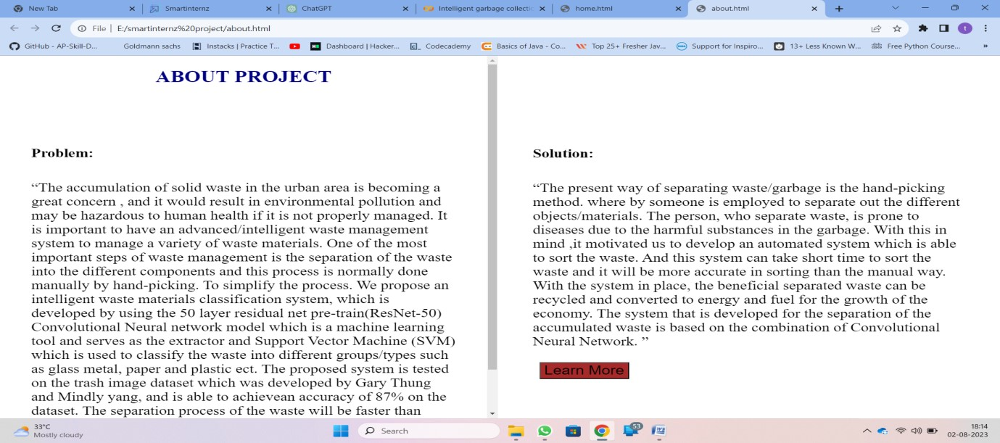 New Tab
Smartinternz
ChatGPT
Intelligent garbage collectic
home.html
about.html
File | E:/smartinternz%20project/about.html
t
GitHub - AP-Skill-D...
Goldmann sachs
Instacks | Practice T...
Dashboard | Hacker...
Codecademy
Basics of Java - Co...
Top 25+ Fresher Jav...
Support for Inspiro...
13+ Less Known W...
Free Python Course...
»
ABOUT PROJECT
Problem:
“The accumulation of solid waste in the urban area is becoming a
great concern , and it would result in environmental pollution and
may be hazardous to human health if it is not properly managed. It
is important to have an advanced/intelligent waste management
system to manage a variety of waste materials. One of the most
important steps of waste management is the separation of the waste
into the different components and this process is normally done
manually by hand-picking. To simplify the process. We propose an
intelligent waste materials classification system, which is
developed by using the 50 layer residual net pre-train(ResNet-50)
Convolutional Neural network model which is a machine learning
tool and serves as the extractor and Support Vector Machine (SVM)
which is used to classify the waste into different groups/types such
as glass metal, paper and plastic ect. The proposed system is tested
on the trash image dataset which was developed by Gary Thung
and Mindly yang, and is able to achievean accuracy of 87% on the
dataset. The separation process of the waste will be faster than
Solution:
“The present way of separating waste/garbage is the hand-picking
method. where by someone is employed to separate out the different
objects/materials. The person, who separate waste, is prone to
diseases due to the harmful substances in the garbage. With this in
mind ,it motivated us to develop an automated system which is able
to sort the waste. And this system can take short time to sort the
waste and it will be more accurate in sorting than the manual way.
With the system in place, the beneficial separated waste can be
recycled and converted to energy and fuel for the growth of the
economy. The system that is developed for the separation of the
accumulated waste is based on the combination of Convolutional
Neural Network. ”
Learn More
33°C
Mostly cloudy
Search
53
18:14
02-08-2023